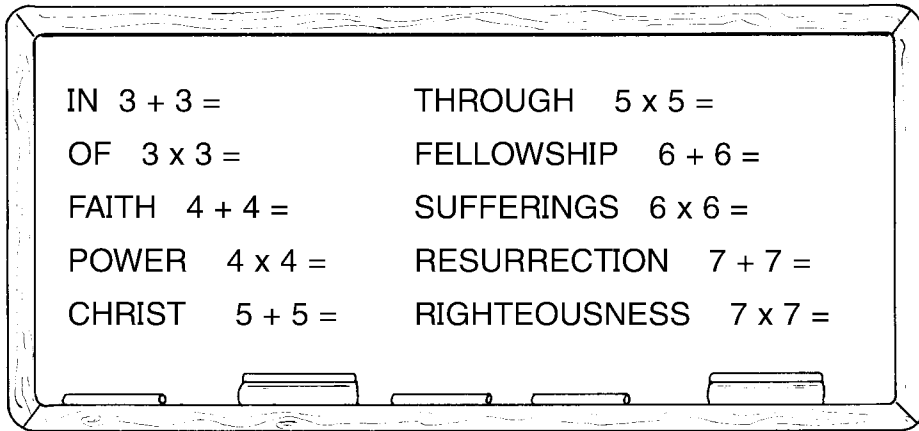 IN 3 + 3 =
OF 3 x 3 =
FAITH 4 + 4 =
POWER 4 x 4 =
CHRIST 5 + 5 =
THROUGH 5 x 5 =
FELLOWSHIP 6 + 6 =
SUFFERINGS 6 x 6 =
RESURRECTION 7 + 7 =
RIGHTEOUSNESS 7 x 7 =